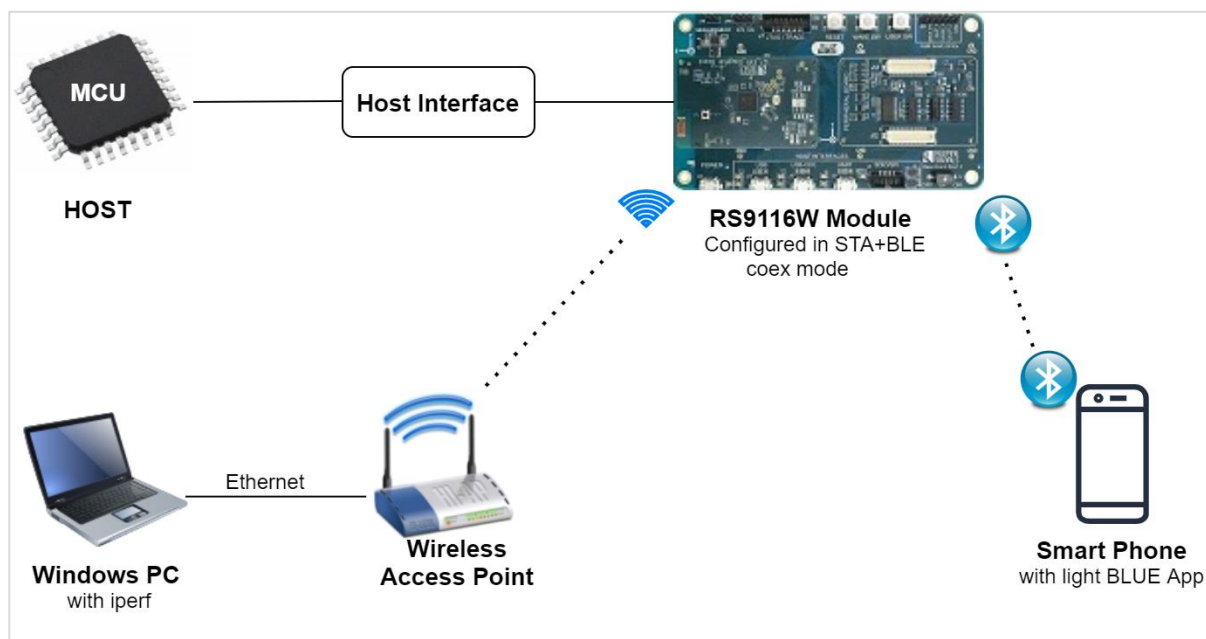 MCU
HOST
Host Interface
RS9116W Module
Configured in STA+BLE
coex mode
Ethernet
Windows PC
with iperf
Wireless
Access Point
Smart Phone
with light BLUE App